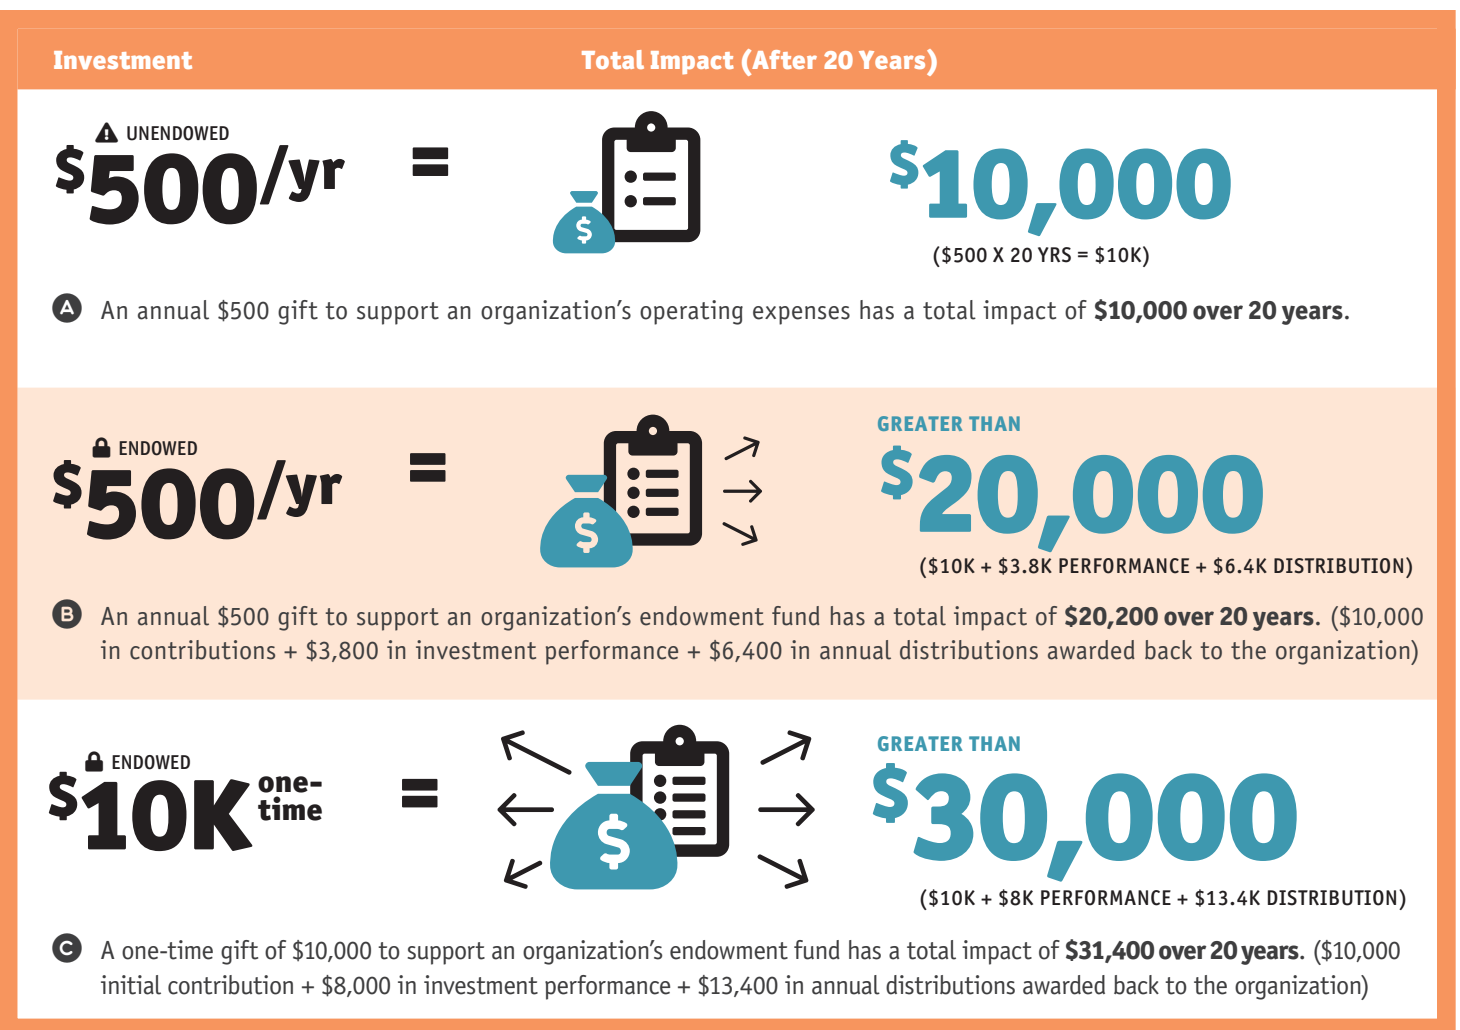 Investment
Total Impact (After 20 Years)
UNENDOWED
$500/yr
=
$
$10,000
($500 X 20 YRS = $10K)
A An annual $500 gift to support an organization’s operating expenses has a total impact of $10,000 over 20 years.
ENDOWED
$500/yr
=
$
GREATER THAN
$20,000
($10K + $3.8K PERFORMANCE + $6.4K DISTRIBUTION)
B An annual $500 gift to support an organization’s endowment fund has a total impact of $20,200 over 20 years. ($10,000
in contributions + $3,800 in investment performance + $6,400 in annual distributions awarded back to the organization)
ENDOWED
$10K one-
time
=
$
GREATER THAN
$30,000
($10K + $8K PERFORMANCE + $13.4K DISTRIBUTION)
C A one-time gift of $10,000 to support an organization’s endowment fund has a total impact of $31,400 over 20 years. ($10,000
initial contribution + $8,000 in investment performance + $13,400 in annual distributions awarded back to the organization)